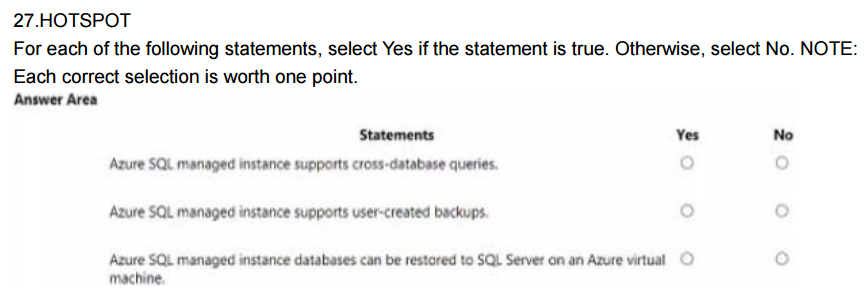 27.HOTSPOT
For each of the following statements, select Yes if the statement is true. Otherwise, select No. NOTE:
Each correct selection is worth one point.
Answer Area
Statements Yes No
Azure SQL managed instance supports cross-database queries.
Azure SQL managed instance supports user-created backups.
Azure SQL managed instance databases can be restored to SQL Server on an Azure virtual
machine.